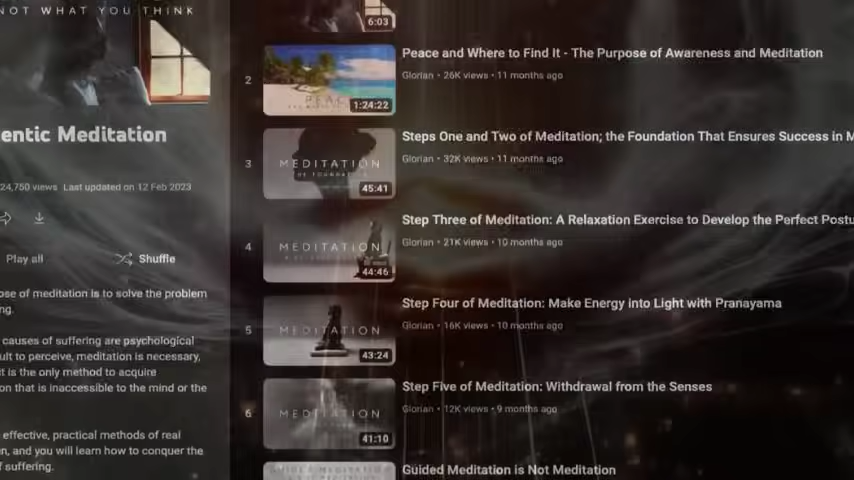 NOT WHAT YOU THINK
entic Meditation
24,750 views Last updated on 12 Feb 2023
Play all
Shuffle
ose of meditation is to solve the problem
ng.
causes of suffering are psychological
ult to perceive, meditation is necessary,
t is the only method to acquire
on that is inaccessible to the mind or the
effective, practical methods of real
n, and you will learn how to conquer the
f suffering.
6:03
2
1:24:22
Peace and Where to Find It - The Purpose of Awareness and Meditation
Glorian • 26K views • 11 months ago
3
MEDITATION
THE FOUNDATION
45:41
Steps One and Two of Meditation; the Foundation That Ensures Success in M
Glorian • 32K views • 11 months ago
4
MEDITATION
44:46
Step Three of Meditation: A Relaxation Exercise to Develop the Perfect Postu
Glorian • 21K views • 10 months ago
5
MEDITATION
43:24
Step Four of Meditation: Make Energy into Light with Pranayama
Glorian • 16K views • 10 months ago
6
MEDITATION
41:10
Step Five of Meditation: Withdrawal from the Senses
Glorian • 12K views • 9 months ago
GUIDED MEDITATION
Guided Meditation is Not Meditation